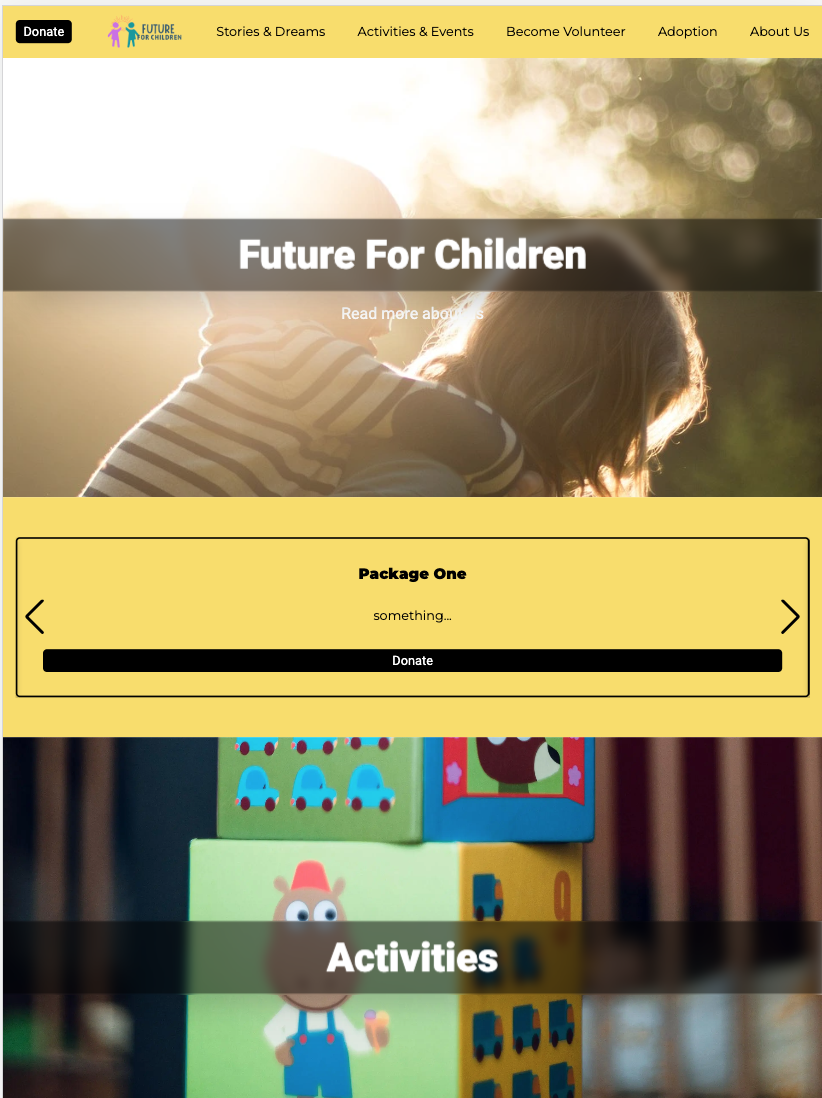 Donate
FUTURE
FOR CHILDREN
Stories & Dreams
Activities & Events
Become Volunteer
Adoption
About Us
Future For Children
Read more about us
Package One
something...
Donate
9
Activities